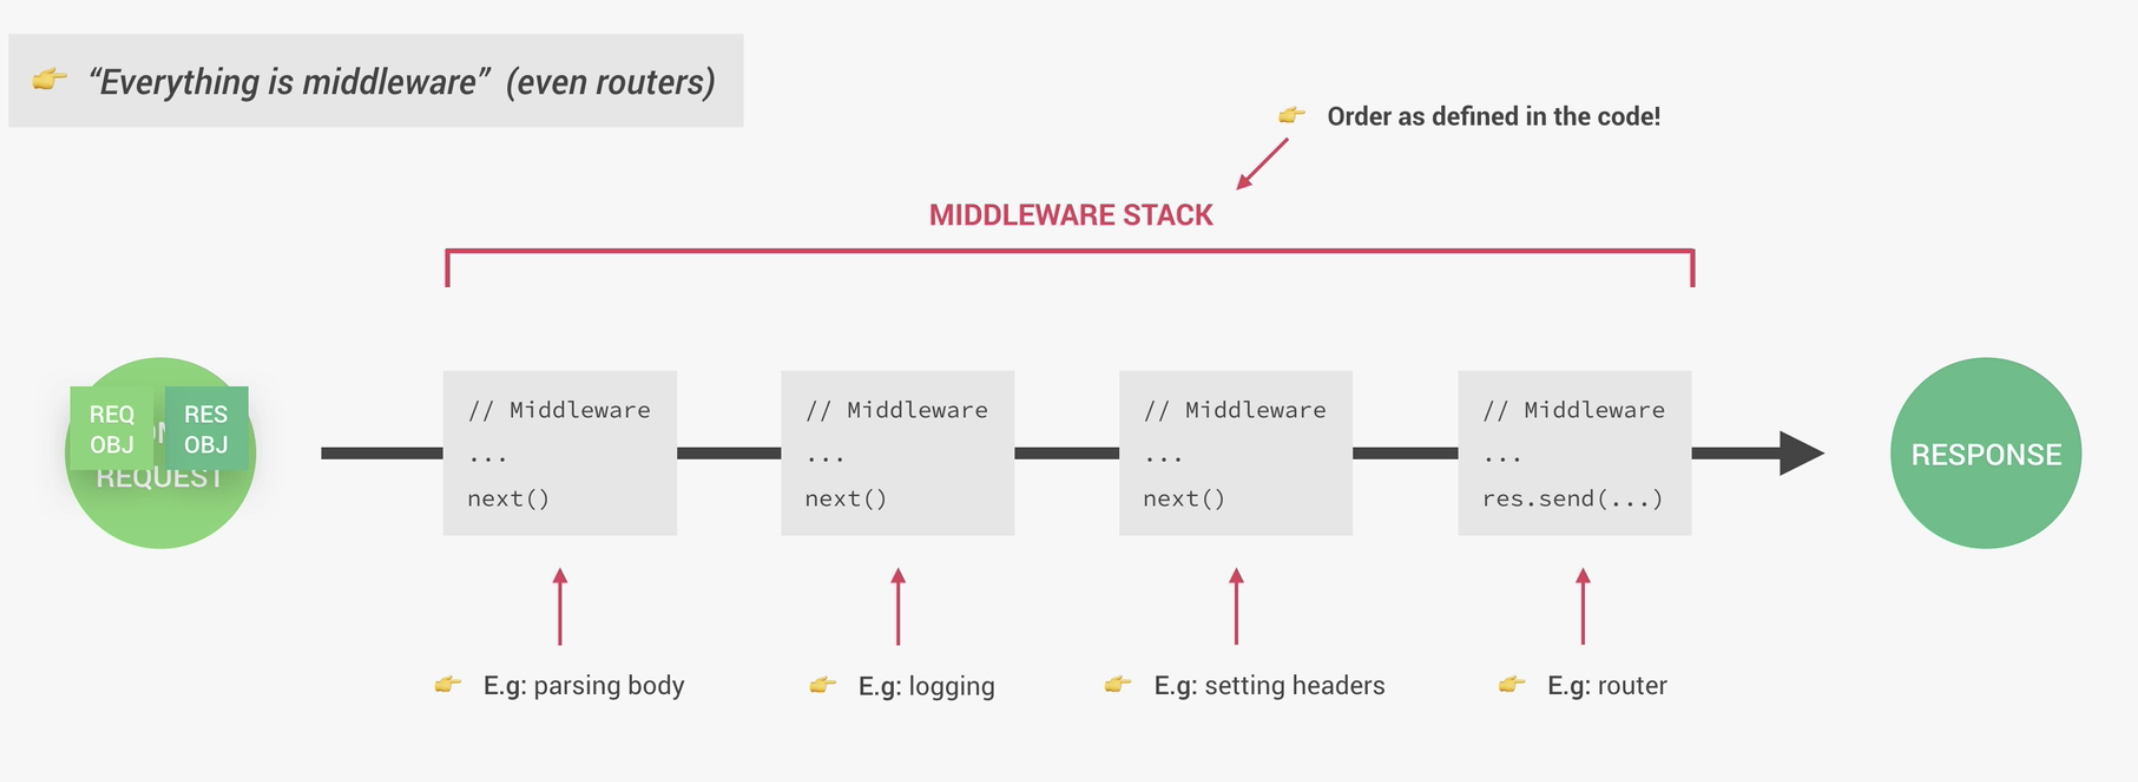 👉 “Everything is middleware” (even routers)
👉 Order as defined in the code!
MIDDLEWARE STACK
REQ
OBJ
RES
OBJ
REQUEST
// Middleware
...
next()
// Middleware
...
next()
// Middleware
...
next()
// Middleware
...
res.send(...)
RESPONSE
👉 E.g: parsing body
👉 E.g: logging
👉 E.g: setting headers
👉 E.g: router